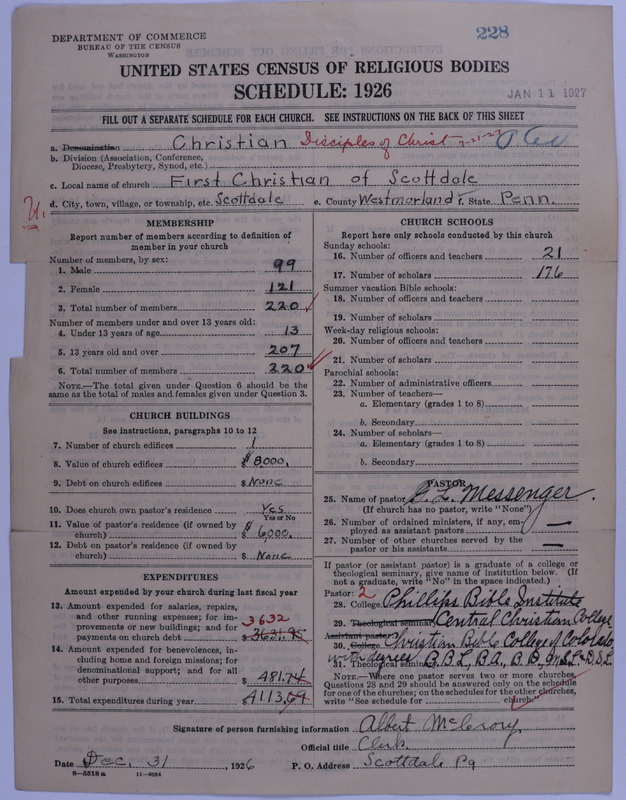 228
DEPARTMENT OF COMMERCE
BUREAU OF THE CENSUS
WASHINGTON
UNITED STATES CENSUS OF RELIGIOUS BODIES
SCHEDULE: 1926
JAN 11 1927
FILL OUT A SEPARATE SCHEDULE FOR EACH CHURCH. SEE INSTRUCTIONS ON THE BACK OF THIS SHEET
a. Denomination Christian Disciples of Christ
b. Division (Association, Conference,
Diocese, Presbytery, Synod, etc.)
c. Local name of church First Christian of Scottdale
d. City, town, village, or township, etc. Scottdale e. County Westmorland f. State Penn.
MEMBERSHIP
Report number of members according to definition of
member in your church
Number of members, by sex:
1. Male 99
2. Female 121
3. Total number of members 220
Number of members under and over 13 years old:
4. Under 13 years of age 13
5. 13 years old and over 207
6. Total number of members 220
NOTE.—The total given under Question 6 should be
same as the total of males and females given under Question 3.
CHURCH BUILDINGS
See instructions, paragraphs 10 to 12
7. Number of church edifices 1
8. Value of church edifices $ 8000.
9. Debt on church edifices $ None
10. Does church own pastor's residence Yes
Yes or No
11. Value of pastor's residence (if owned by
church) $ 6000.
12. Debt on pastor's residence (if owned by
church) $ None
EXPENDITURES
Amount expended by church during last fiscal year
13. Amount expended for salaries, repairs,
and other running expenses; for im-
provements or new buildings; and for
payments on church debt 3632 $ 3631.95
14. Amount expended for benevolences, in-
cluding home and foreign missions; for
denominational support; and for all
other purposes $ 481.74
15. Total expenditures during year 4113.69
CHURCH SCHOOLS
Report here only schools conducted by this church
Sunday schools:
16. Number of officers and teachers 21
17. Number of scholars 176
Summer vacation Bible schools:
18. Number of officers and teachers
19. Number of scholars
Week-day religious schools:
20. Number of officers and teachers
21. Number of scholars
Parochial schools:
22. Number of administrative officers
23. Number of teachers—
a. Elementary (grades 1 to 8)
b. Secondary
24. Number of scholars—
a. Elementary (grades 1 to 8)
b. Secondary
PASTOR
25. Name of pastor Messenger.
(If church has no pastor, write "None")
26. Number of ordained ministers, if any, em-
ployed as assistant pastors —
27. Number of other churches served by the
pastor or his assistants —
If pastor (or assistant pastor) is a graduate of a college or
theological seminary, give name of institution below. (If
not a graduate, write "No" in the space indicated.)
Pastor: 2
28. College Phillips Bible Institute
29. Theological seminary Central Christian College
Assistant pastor:
30. College Christian Bible College of Colorado
31. Theological seminary with degrees B.B.L, B.A, B.D, M.S.L. & D.S.L
NOTE.—Where one pastor serves two or more churches,
Questions 28 and 29 should be answered only on the schedule
for one of the churches; on the schedules for the other churches,
write "See schedule for church."
Signature of person furnishing information Albert McIlroy
Official title Clerk.
Date Dec. 31, 1926 P. O. Address Scottdale Pa
8—5518 a 11—9084